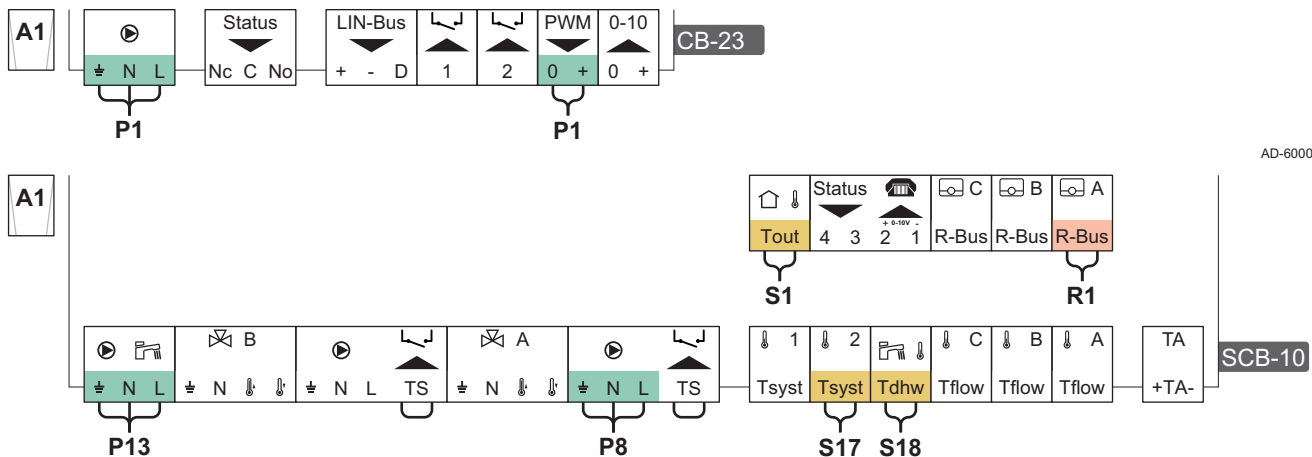 A1
Status
LIN-Bus
PWM
0-10
CB-23
N L
Nc C No
+ - D
1
2
0 +
0 +
P1
P1
AD-6000
A1
Status
C
B
A
+ 0-10V -
Tout
4 3
2 1
R-Bus
R-Bus
R-Bus
S1
R1
B
A
1
2
C
B
A
TA
SCB-10
N L
N
N L
TS
N
N L
TS
Tsyst
Tsyst
Tdhw
Tflow
Tflow
Tflow
+TA-
P13
P8
S17
S18